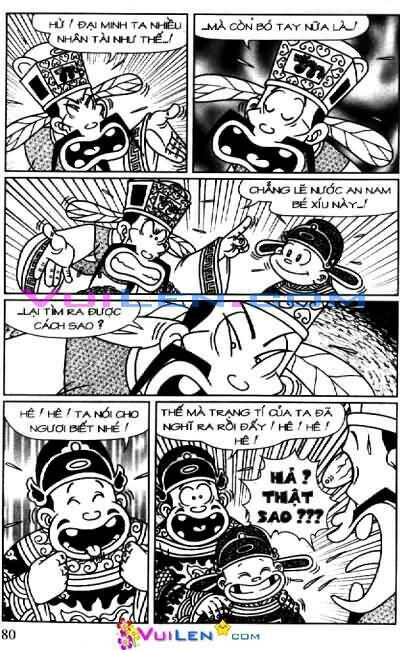 HỪ! ĐẠI MINH TA NHIỀU
NHÂN TÀI NHƯ THẾ...!
...MÀ CÒN BÓ TAY NỮA LÀ...!
CHẲNG LẼ NƯỚC AN NAM
BÉ XÍU NÀY...!
...LẠI TÌM RA ĐƯỢC
CÁCH SAO?
VUILEN.COM
HÊ! HÊ! TA NÓI CHO
NGƯƠI BIẾT NHÉ!
THẾ MÀ TRẠNG TÍ CỦA TA ĐÃ
NGHĨ RA RỒI ĐẤY! HÊ! HÊ!
HÊ!
HẢ?
THẬT
SAO???
80
VUILEN.COM